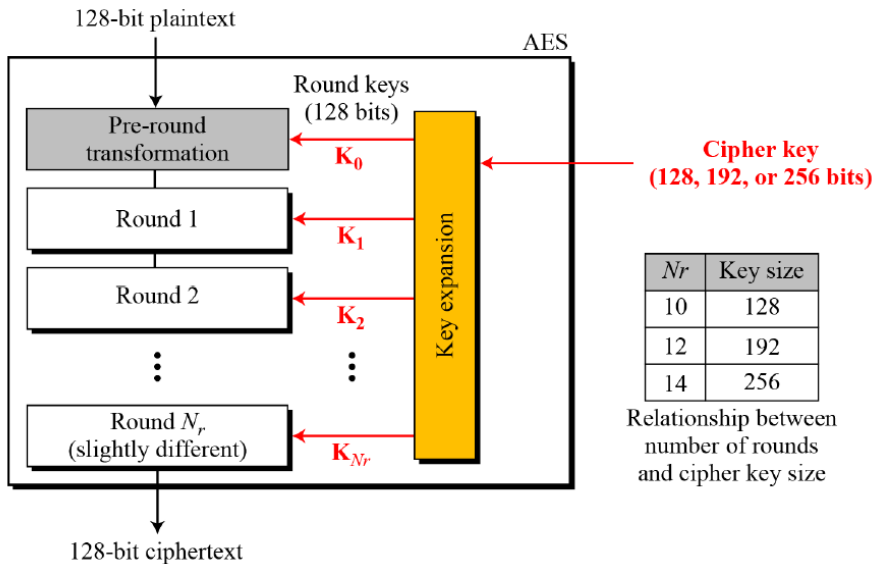 128-bit plaintext
AES
Round keys
(128 bits)
Pre-round
transformation
K0
Cipher key
(128, 192, or 256 bits)
Round 1
K1
Round 2
K2
Key expansion
Nr Key size
10 128
12 192
14 256
Relationship between
number of rounds
and cipher key size
Round Nr
(slightly different)
KNr
128-bit ciphertext